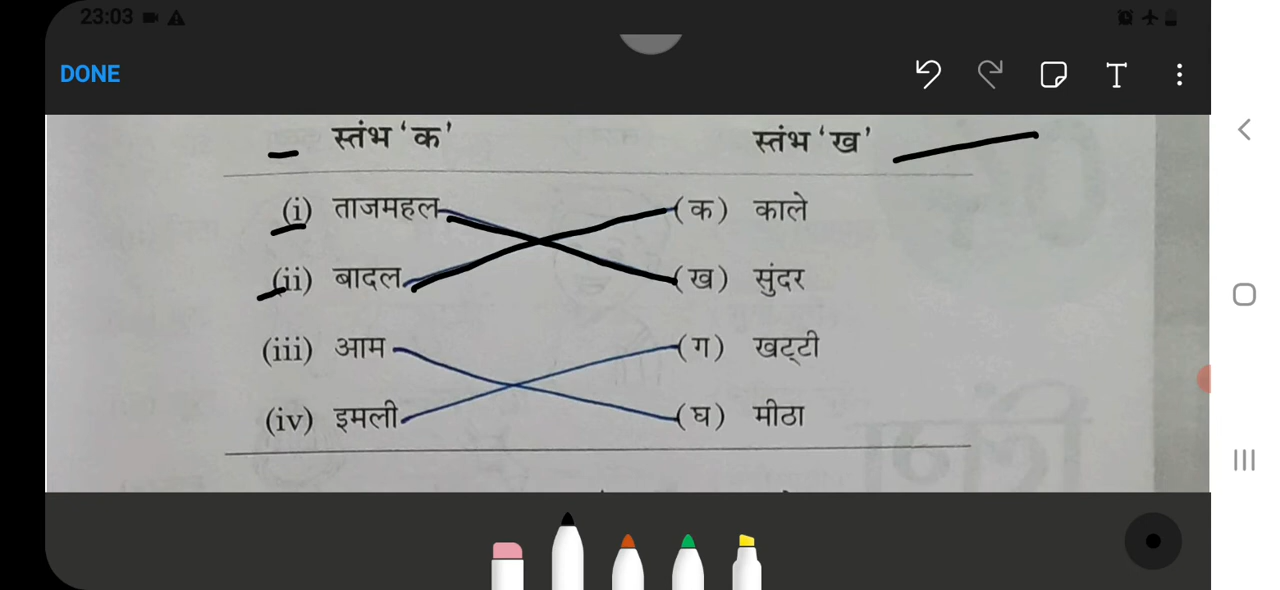 23:03
DONE
T
स्तंभ ‘क’ स्तंभ ‘ख’
(i) ताजमहल (क) काले
(ii) बादल (ख) सुंदर
(iii) आम (ग) खट्टी
(iv) इमली (घ) मीठा